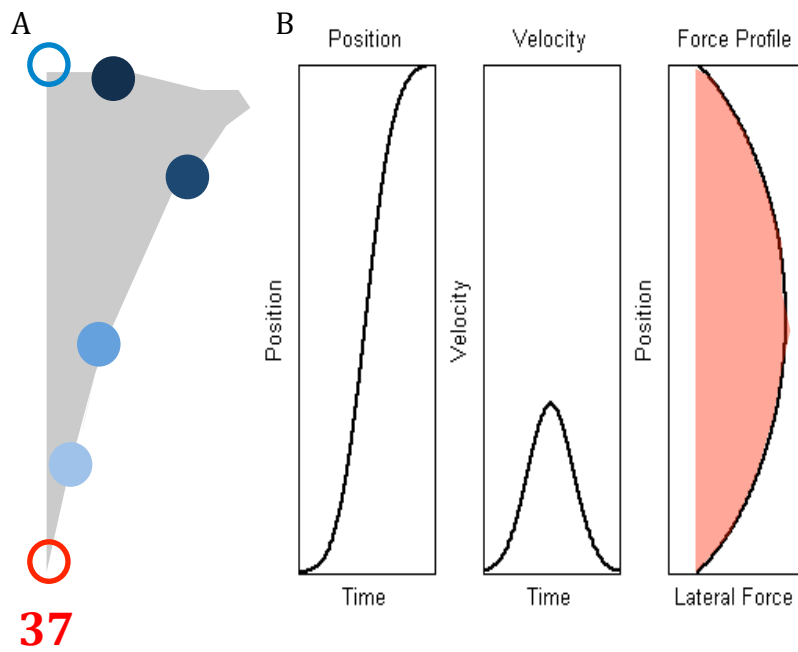 A
B
Position
Velocity
Force Profile
Position
Velocity
Position
Time
Time
Lateral Force
37